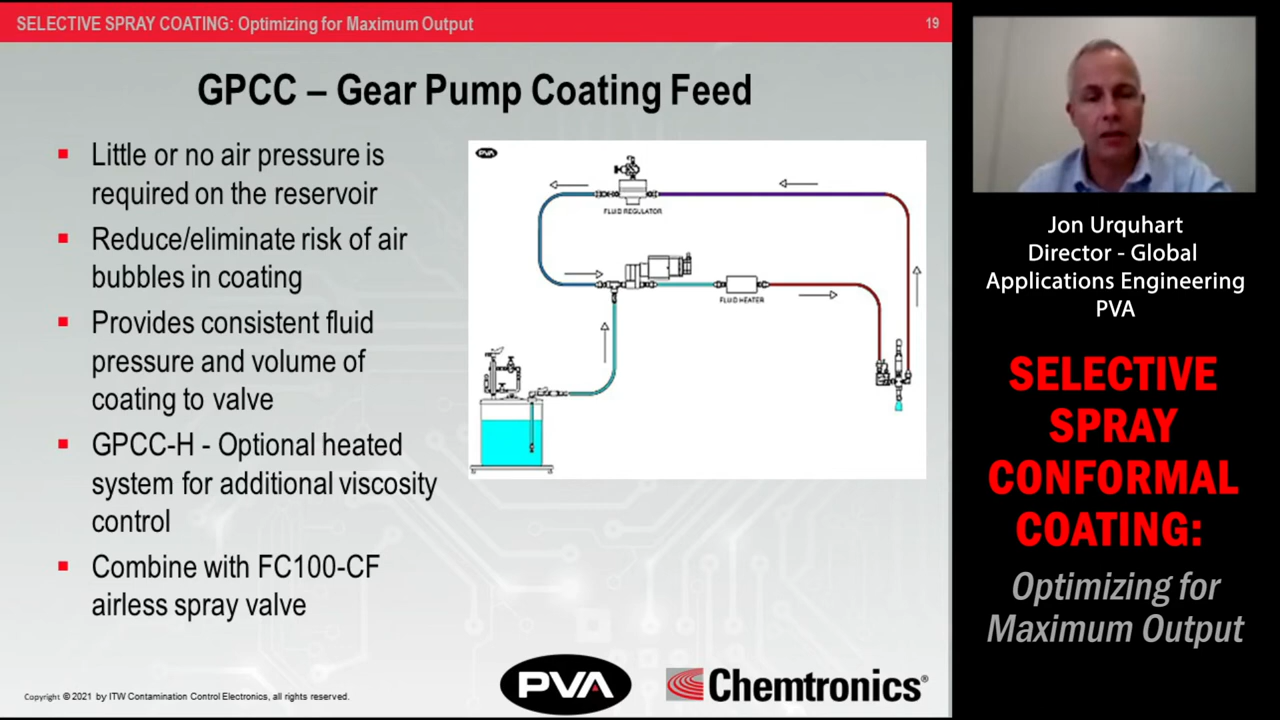 SELECTIVE SPRAY COATING: Optimizing for Maximum Output
19
GPCC – Gear Pump Coating Feed
▪ Little or no air pressure is
required on the reservoir
▪ Reduce/eliminate risk of air
bubbles in coating
▪ Provides consistent fluid
pressure and volume of
coating to valve
▪ GPCC-H - Optional heated
system for additional viscosity
control
▪ Combine with FC100-CF
airless spray valve
PVA
FLUID REGULATOR
FLUID HEATER
Copyright © 2021 by ITW Contamination Control Electronics, all rights reserved.
PVA
Chemtronics®
Jon Urquhart
Director - Global
Applications Engineering
PVA
SELECTIVE
SPRAY
CONFORMAL
COATING:
Optimizing for
Maximum Output